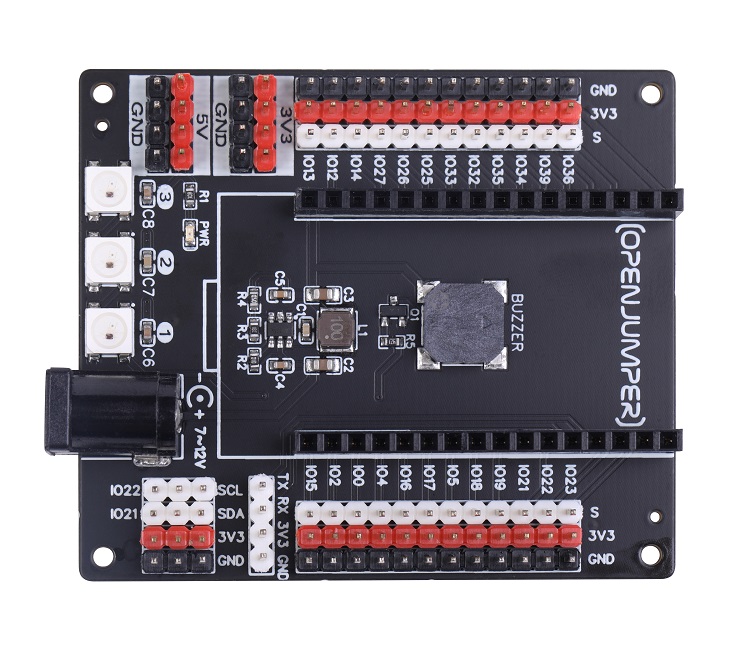 GND
5V
GND
3V3
GND
3V3
S
IO13
IO12
IO14
IO27
IO26
IO25
IO33
IO32
IO35
IO34
IO39
IO36
3
C8
R1
PWR
2
C7
1
C6
C5
R4
C1
C3
R3
100
L1
R2
C4
C2
Q1
R5
BUZZER
(OPENJUMPER)
- + 7~12V
IO15
IO2
IO0
IO4
IO16
IO17
IO5
IO18
IO19
IO21
IO22
IO23
IO22 SCL
IO21 SDA
3V3
GND
TX
RX
3V3
GND
S
3V3
GND